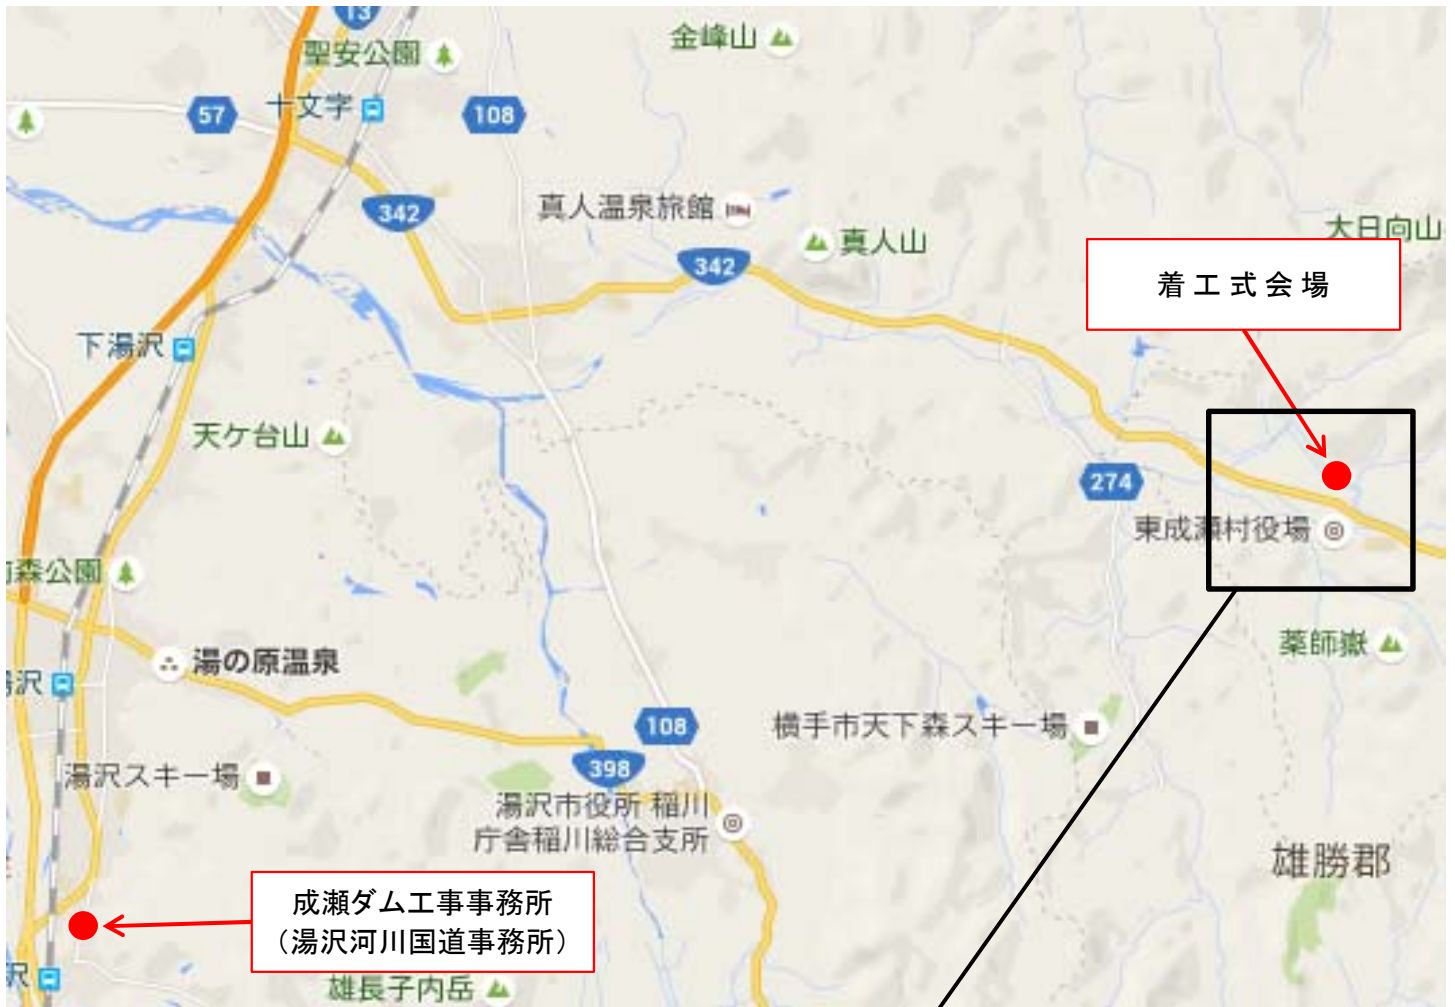 13
聖安公園
金峰山
57
十文字
108
342
真人温泉旅館
真人山
大日向山
342
着工式会場
下湯沢
天ケ台山
274
東成瀬村役場
森公園
湯の原温泉
薬師嶽
沢
108
横手市天下森スキー場
湯沢スキー場
398
湯沢市役所 稲川
庁舎稲川総合支所
雄勝郡
成瀬ダム工事事務所
（湯沢河川国道事務所）
沢
雄長子内岳